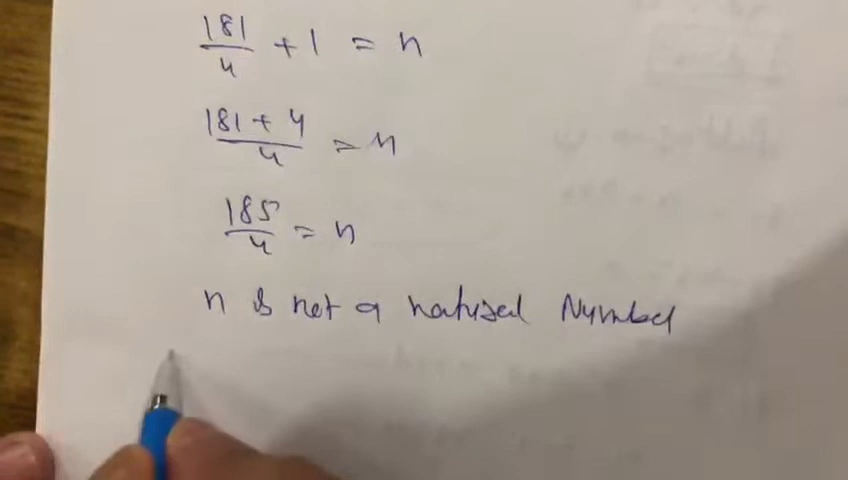 181/4 + 1 = n
181 + 4/4 = n
185/4 = n
n is not a natural Number